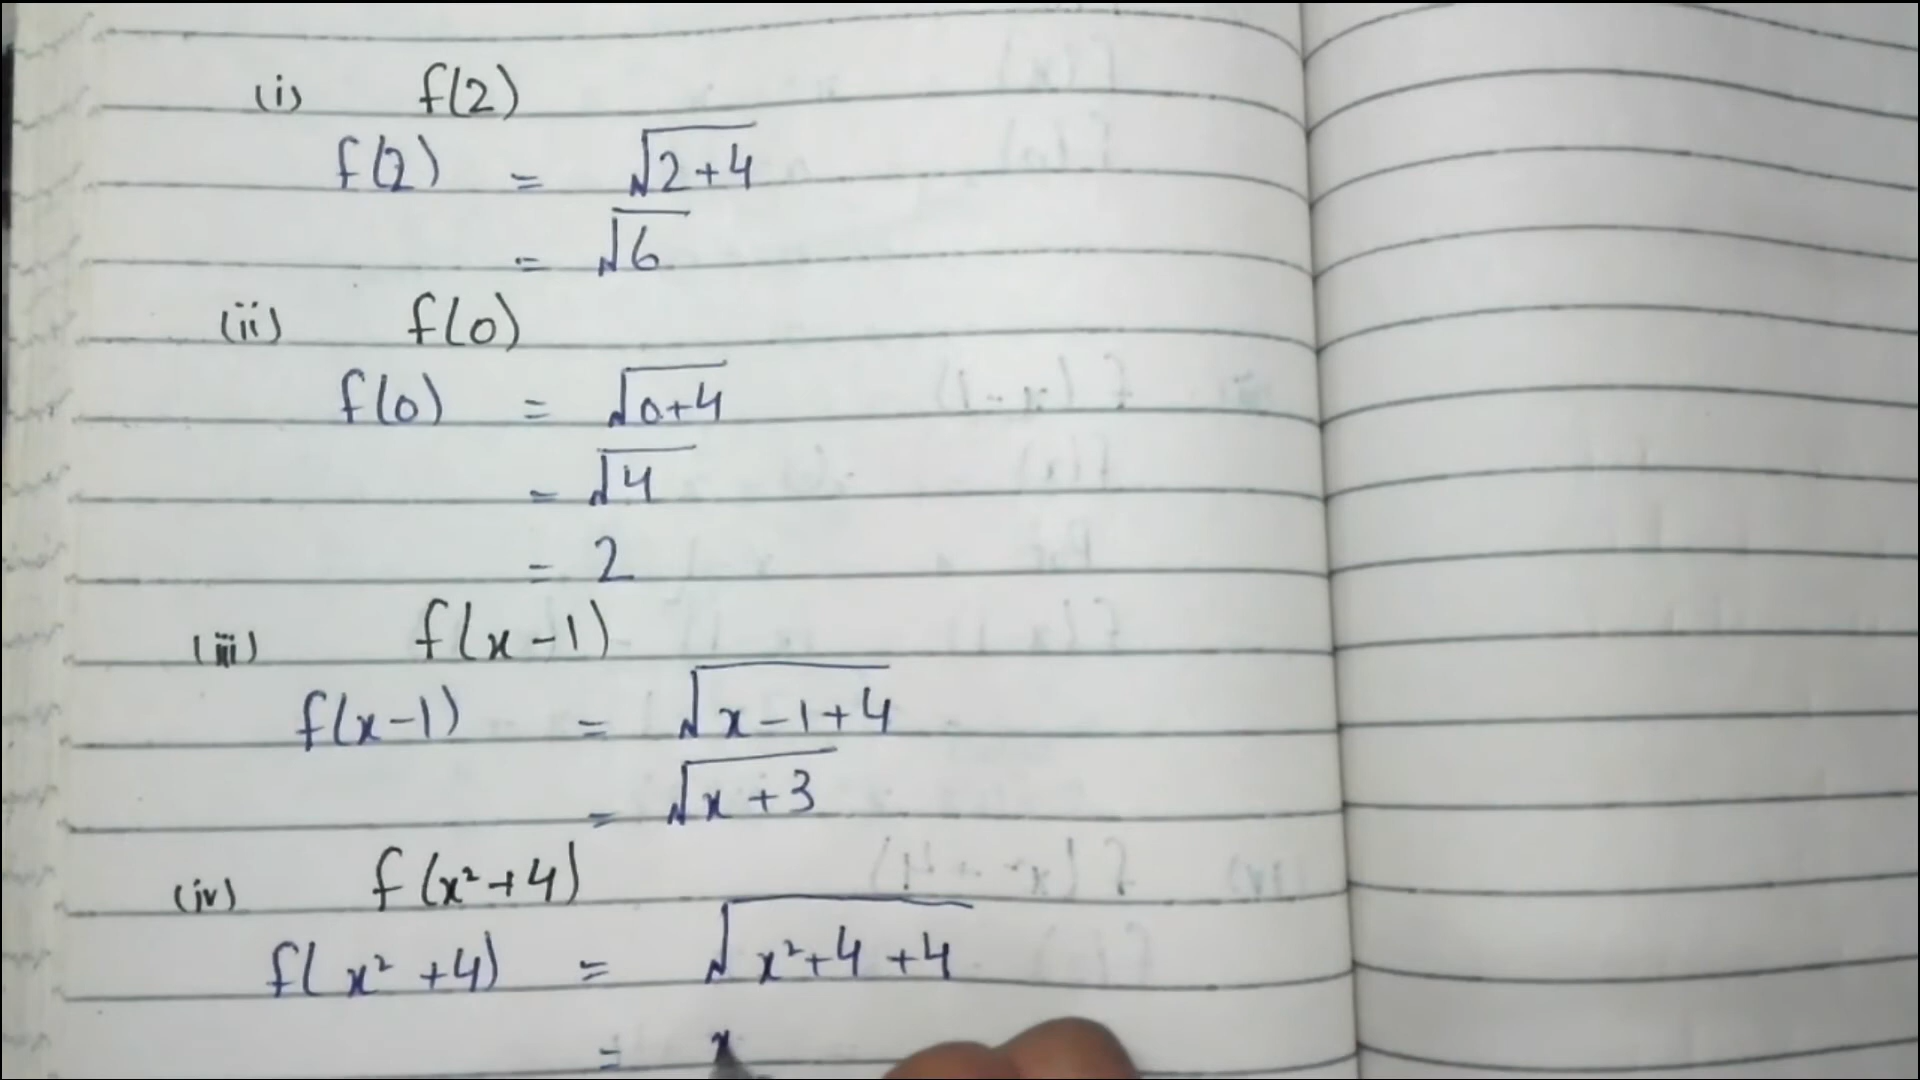 (i) f(2)
f(2) = √2+4
= √6
(ii) f(0)
f(0) = √0+4
= √4
= 2
(iii) f(x-1)
f(x-1) = √x-1+4
= √x+3
(iv) f(x²+4)
f(x²+4) = √x²+4+4
= x